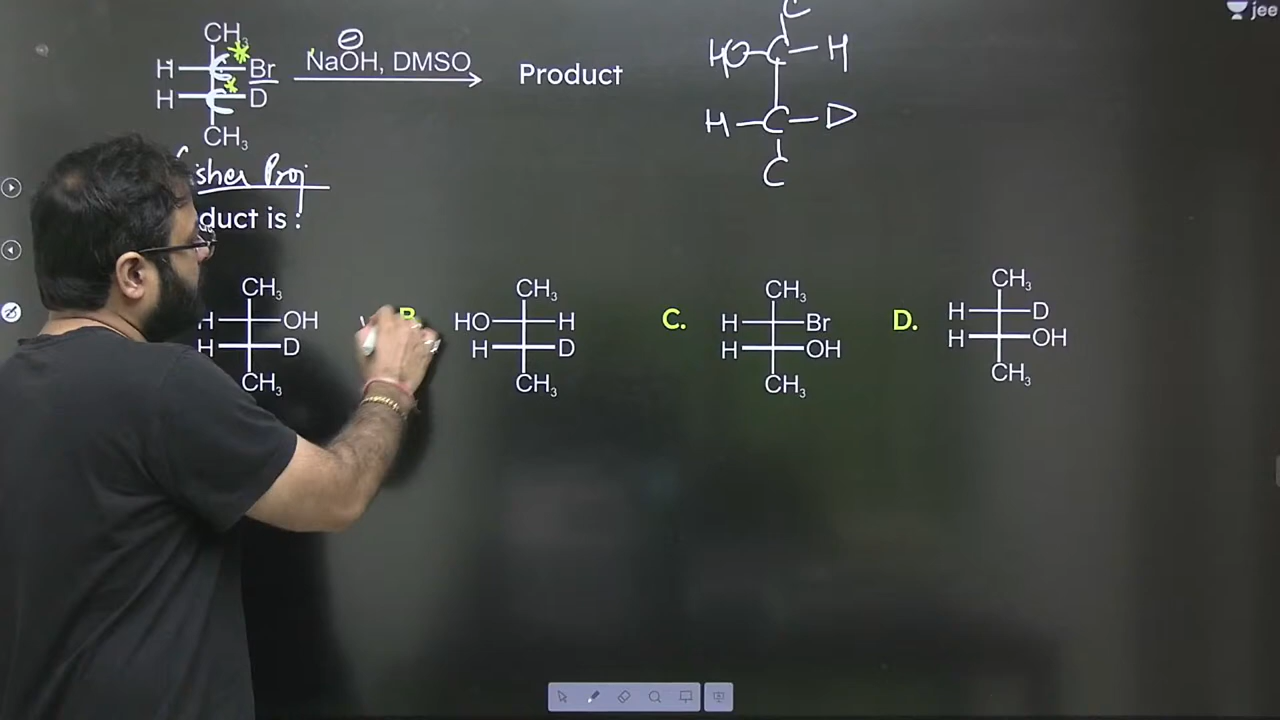 jee
CH₃
H C Br
H C D
CH₃
NaOH, DMSO
Product
C
HO C H
H C D
C
sher Proj
duct is :
CH₃
H OH
H D
CH₃
B.
CH₃
HO H
H D
CH₃
C.
CH₃
H Br
H OH
CH₃
D.
CH₃
H D
H OH
CH₃